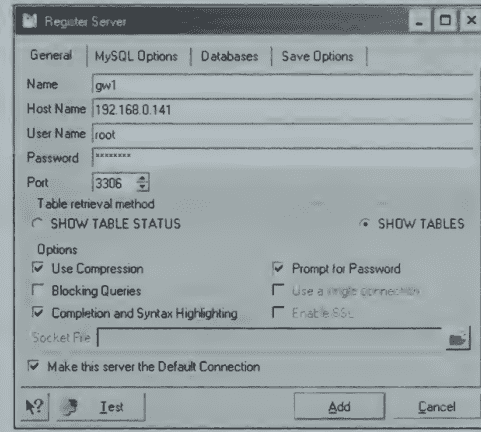 Register Server
General MySQL Options Databases Save Options
Name gw1
Host Name 192.168.0.141
User Name root
Password ********
Port 3306
Table retrieval method
SHOW TABLE STATUS SHOW TABLES
Options
Use Compression Prompt for Password
Blocking Queries Use a single connection
Completion and Syntax Highlighting Enable SSL
Socket File
Make this server the Default Connection
? Test Add Cancel